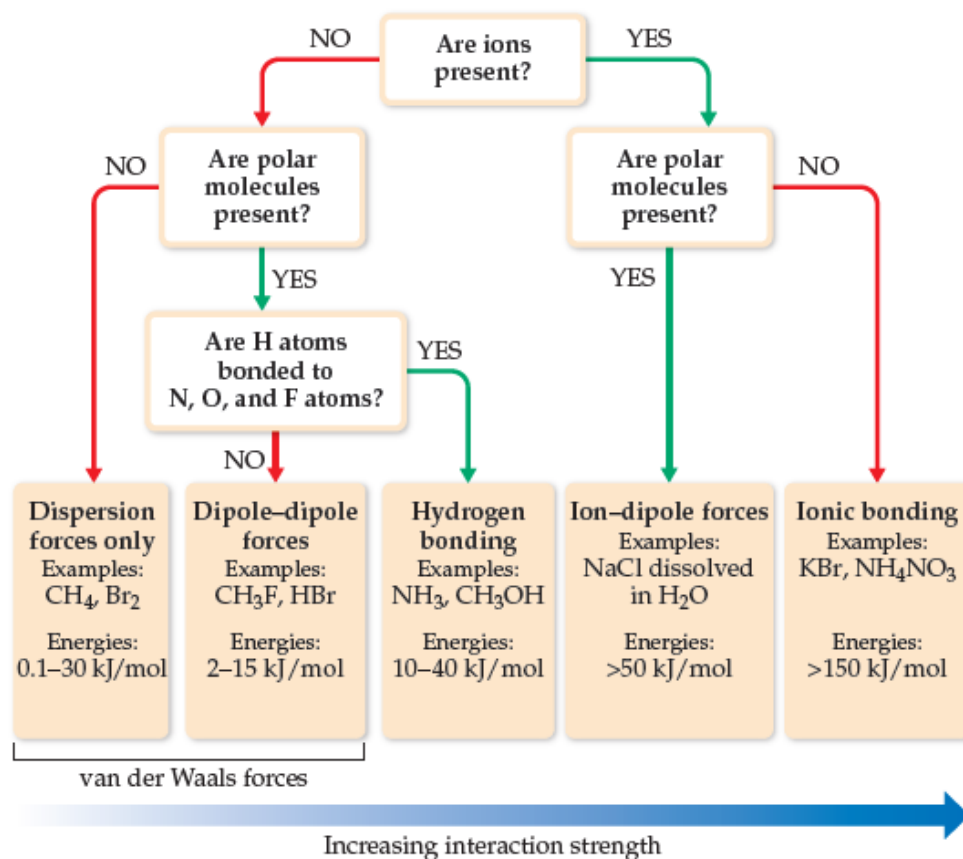 NO
Are ions
present?
YES
NO
Are polar
molecules
present?
YES
Are polar
molecules
present?
NO
YES
Are H atoms
bonded to
N, O, and F atoms?
YES
NO
Dispersion
forces only
Examples:
CH₄, Br₂
Energies:
0.1–30 kJ/mol
Dipole–dipole
forces
Examples:
CH₃F, HBr
Energies:
2–15 kJ/mol
Hydrogen
bonding
Examples:
NH₃, CH₃OH
Energies:
10–40 kJ/mol
Ion–dipole forces
Examples:
NaCl dissolved
in H₂O
Energies:
>50 kJ/mol
Ionic bonding
Examples:
KBr, NH₄NO₃
Energies:
>150 kJ/mol
van der Waals forces
Increasing interaction strength